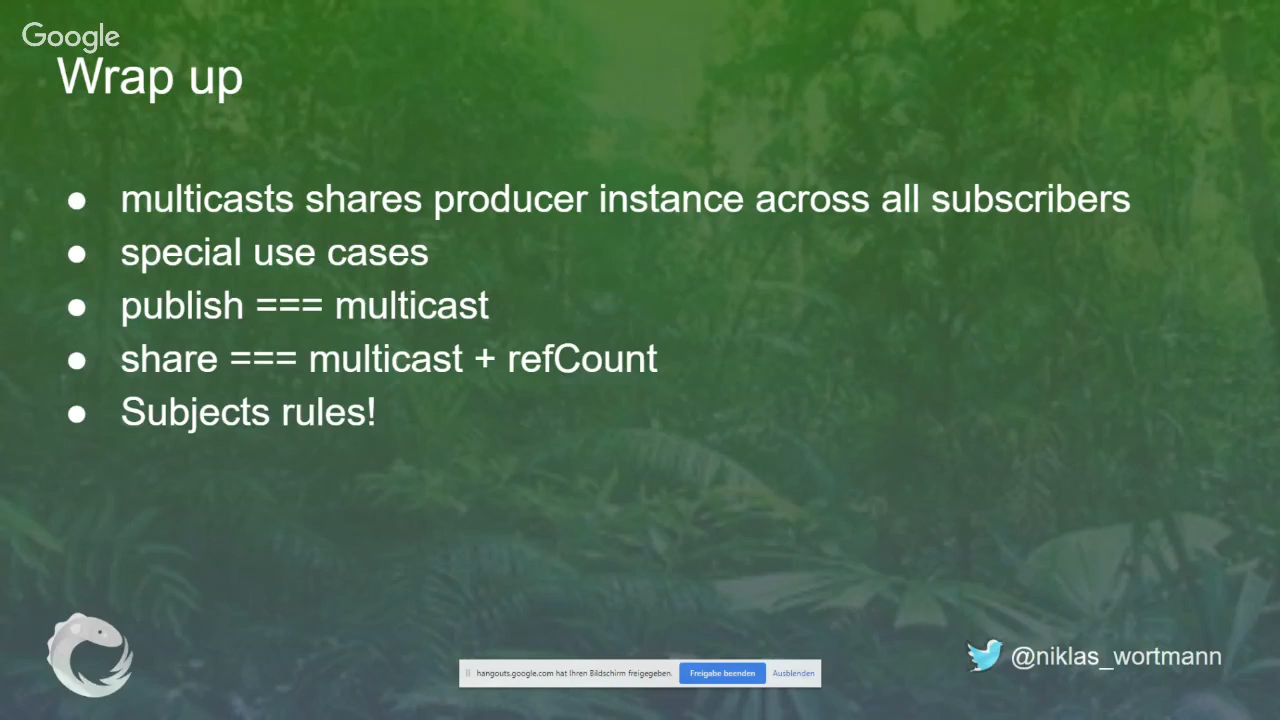 Google
Wrap up
● multicasts shares producer instance across all subscribers
● special use cases
● publish === multicast
● share === multicast + refCount
● Subjects rules!
@niklas_wortmann
hangouts.google.com hat Ihren Bildschirm freigegeben. Freigabe beenden Ausblenden